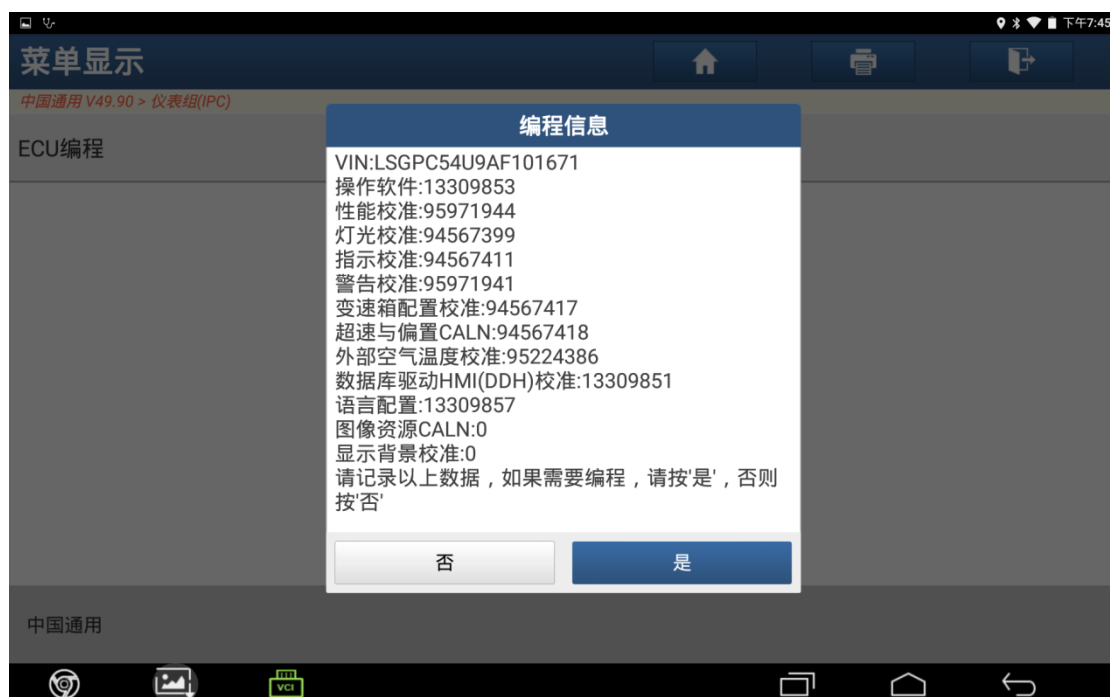 下午7:45
菜单显示
中国通用 V49.90 > 仪表组(IPC)
ECU编程
编程信息
VIN:LSGPC54U9AF101671
操作软件:13309853
性能校准:95971944
灯光校准:94567399
指示校准:94567411
警告校准:95971941
变速箱配置校准:94567417
超速与偏置CALN:94567418
外部空气温度校准:95224386
数据库驱动HMI(DDH)校准:13309851
语言配置:13309857
图像资源CALN:0
显示背景校准:0
请记录以上数据，如果需要编程，请按'是'，否则
按'否'
否
是
中国通用
VCI